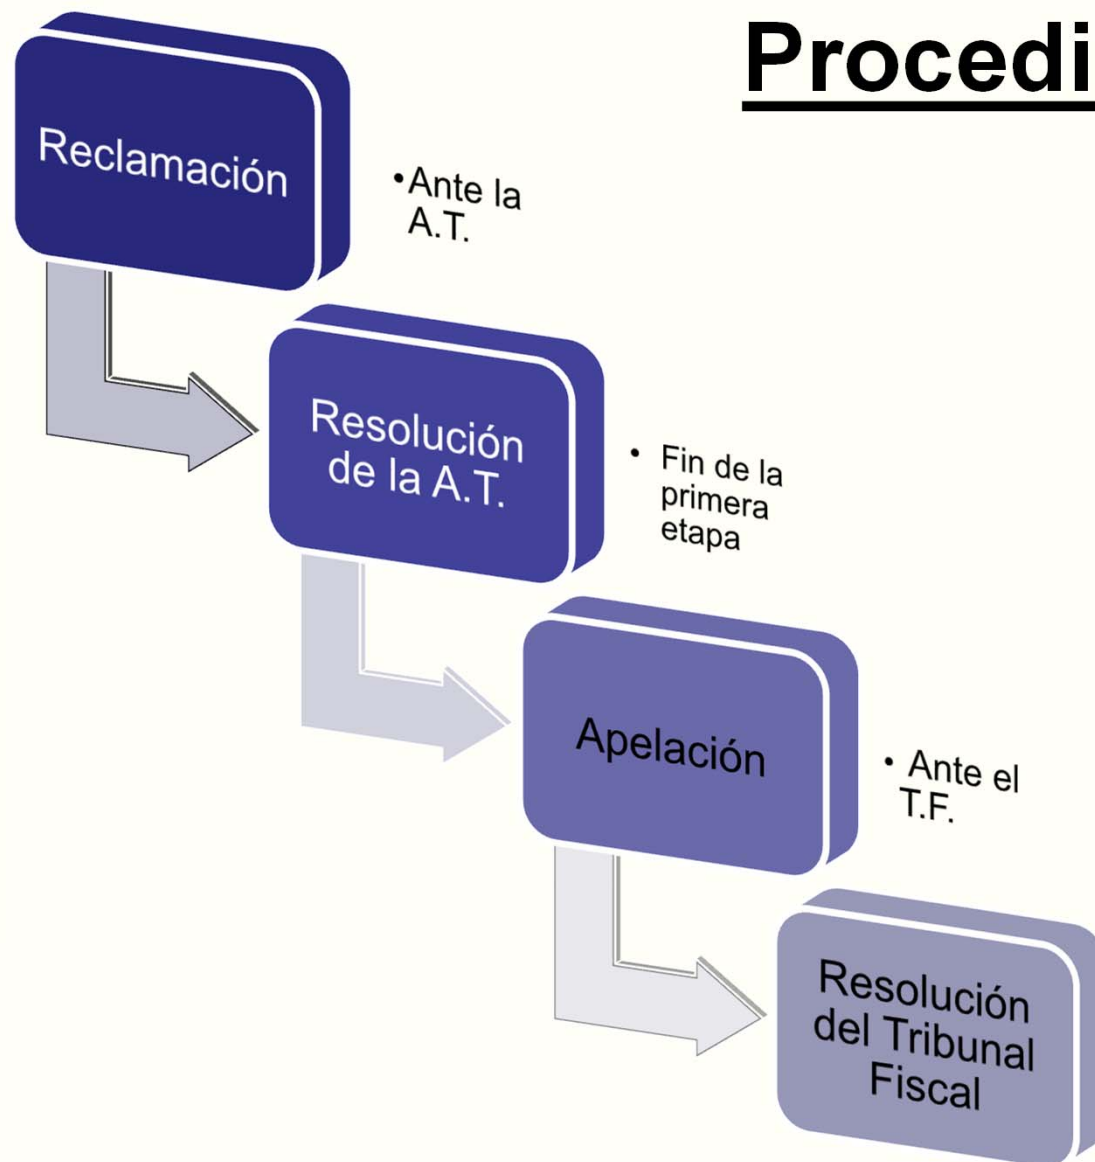 Procedi
Reclamación
•Ante la
A.T.
Resolución
de la A.T.
• Fin de la
primera
etapa
Apelación
• Ante el
T.F.
Resolución
del Tribunal
Fiscal